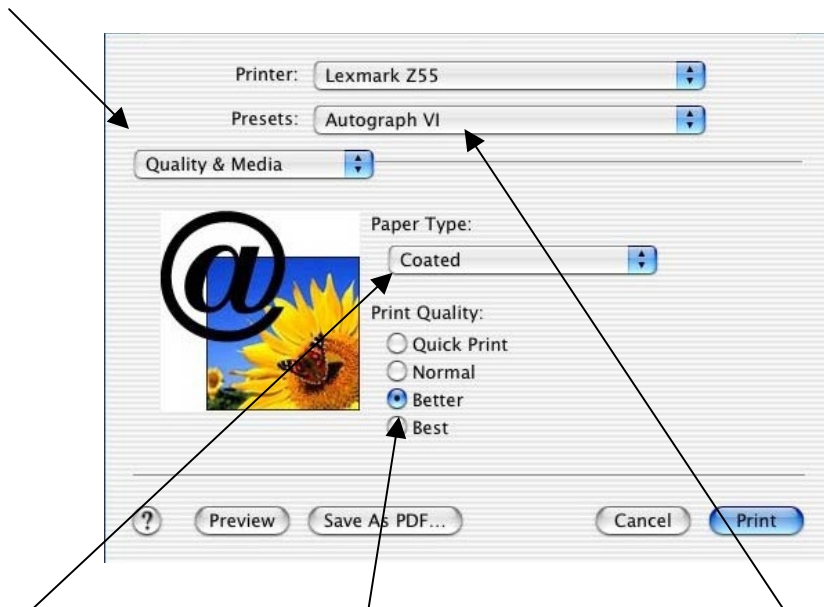 Printer: Lexmark Z55
Presets: Autograph VI
Quality & Media
@
Paper Type:
Coated
Print Quality:
Quick Print
Normal
Better
Best
? Preview Save As PDF... Cancel Print